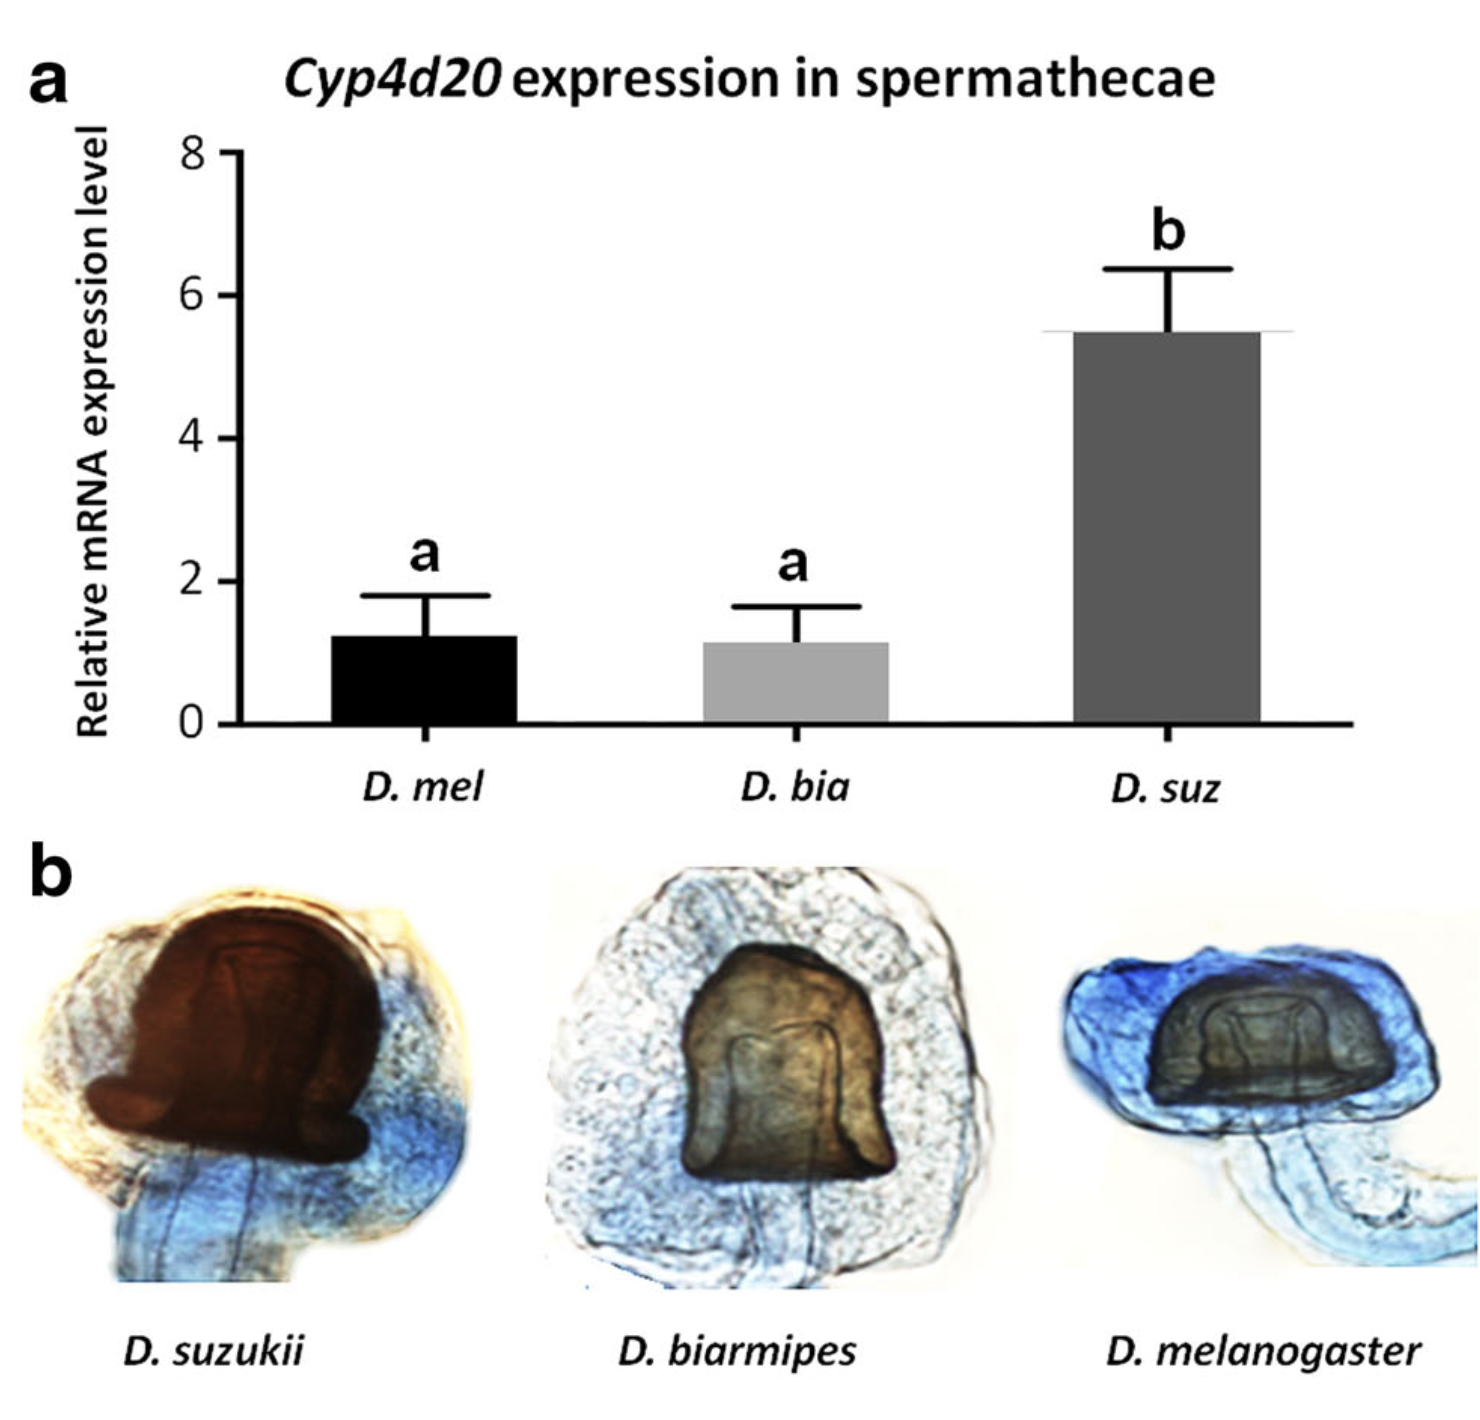 a
Cyp4d20 expression in spermathecae
Relative mRNA expression level
8
6
4
2
0
a
a
b
D. mel
D. bia
D. suz
b
D. suzukii
D. biarmipes
D. melanogaster